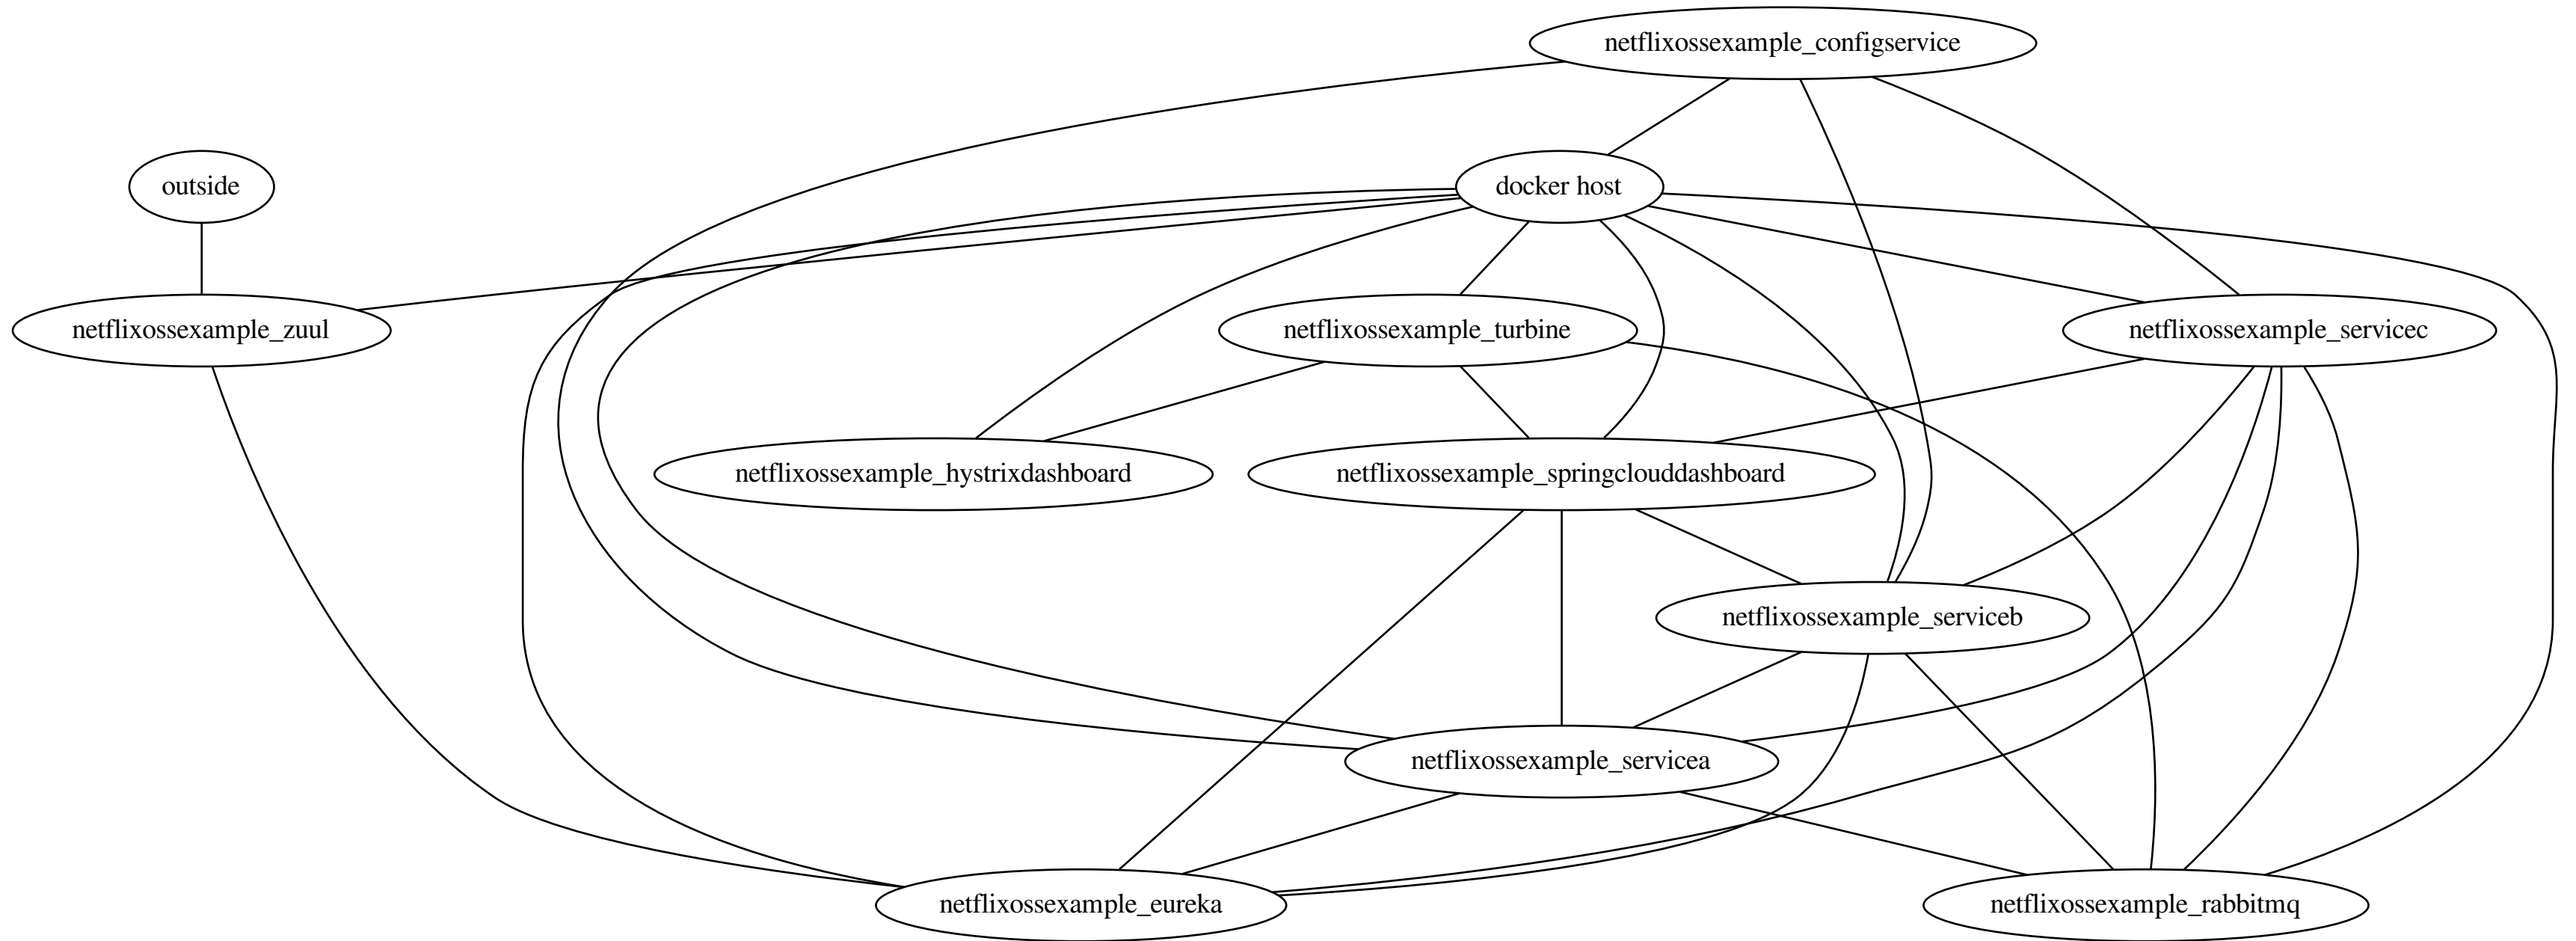 netflixossexample_configservice
outside
docker host
netflixossexample_zuul
netflixossexample_turbine
netflixossexample_servicec
netflixossexample_hystrixdashboard
netflixossexample_springclouddashboard
netflixossexample_serviceb
netflixossexample_servicea
netflixossexample_eureka
netflixossexample_rabbitmq